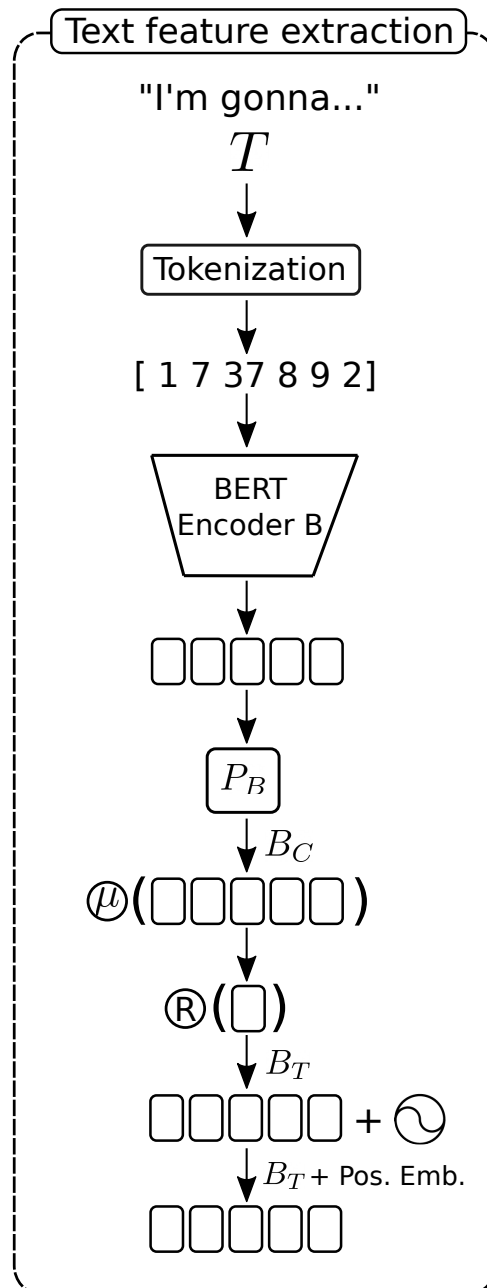 Text feature extraction
"I'm gonna..."
T
Tokenization
[ 1 7 37 8 9 2]
BERT
Encoder B
P_B
B_C
μ( )
R( )
B_T
+
B_T + Pos. Emb.